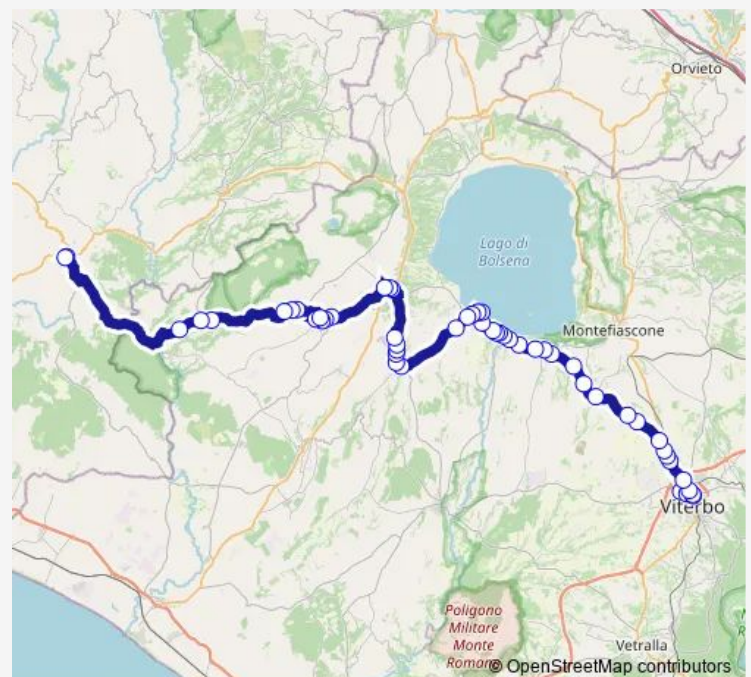 Orvieto
Lago di
Bolsena
Montefiascone
Viterbo
Poligono
Militare
Monte
Romano
Vetralla
© OpenStreetMap contributors